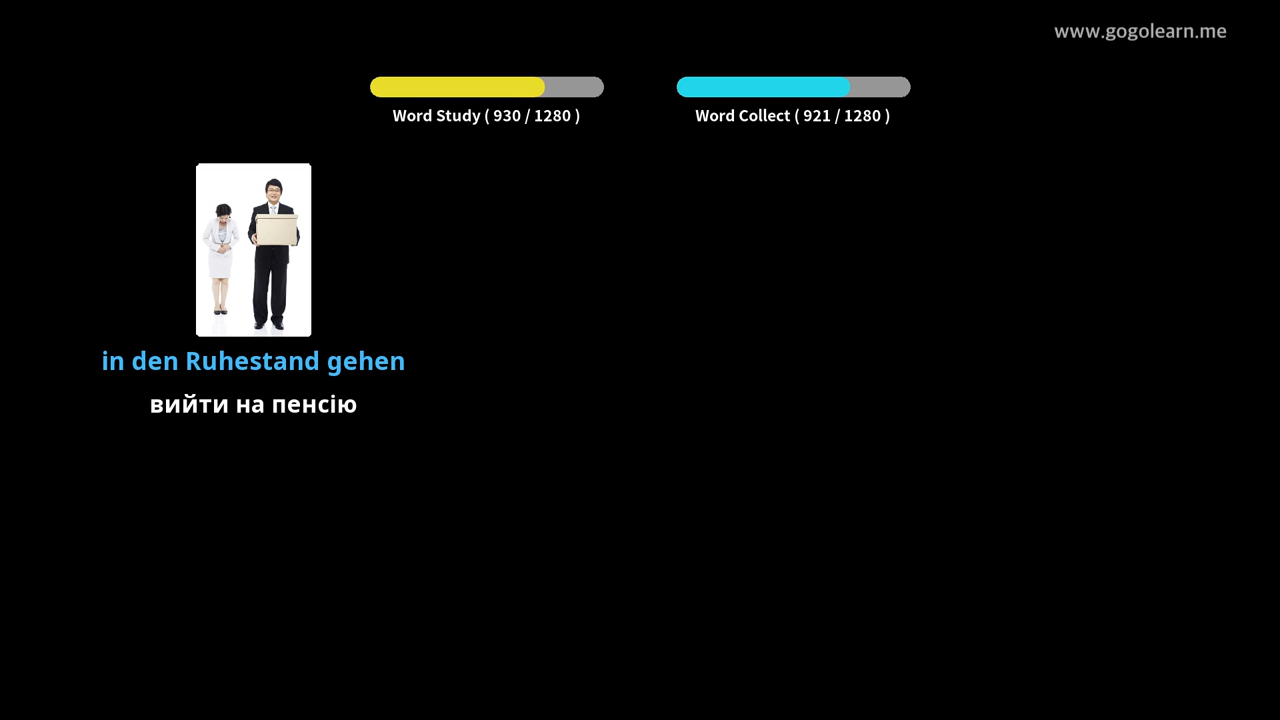 www.gogolearn.me
Word Study ( 930 / 1280 )
Word Collect ( 921 / 1280 )
in den Ruhestand gehen
вийти на пенсію